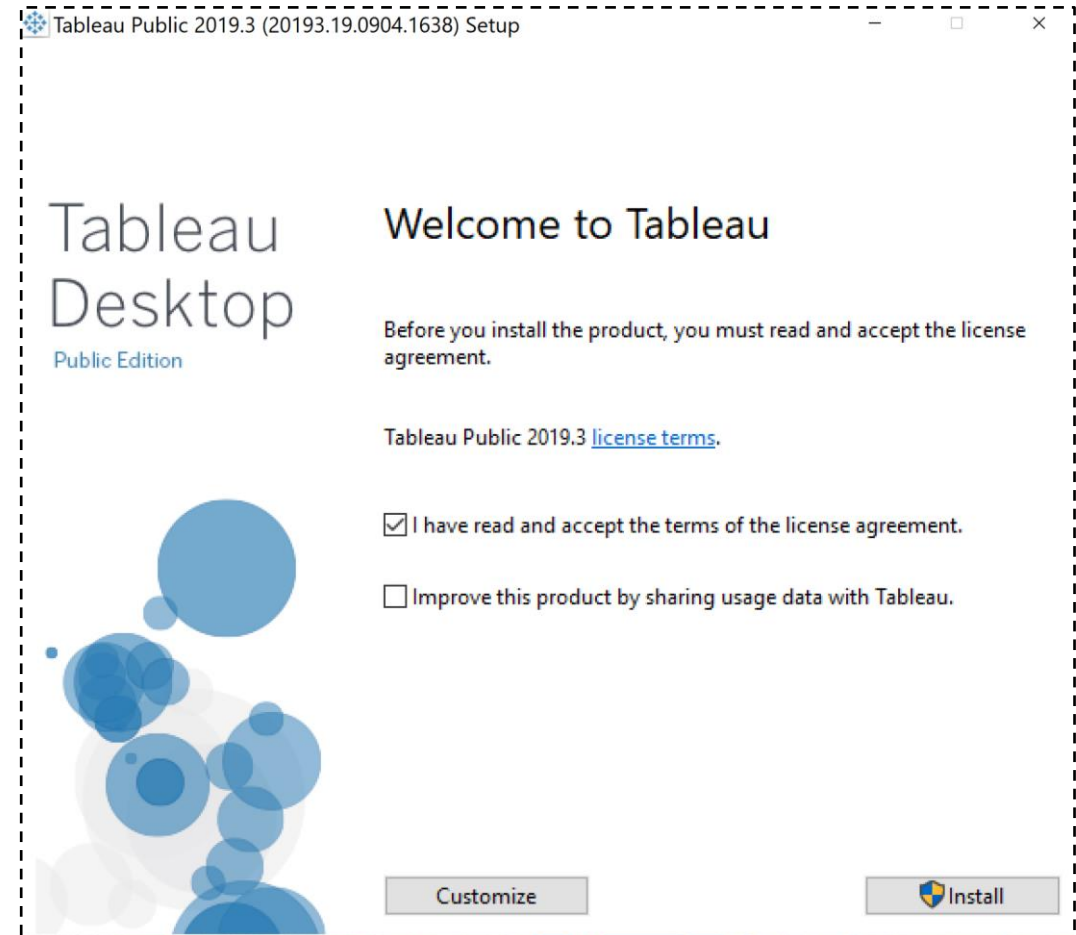 Tableau Public 2019.3 (20193.19.0904.1638) Setup
Tableau
Desktop
Public Edition
Welcome to Tableau
Before you install the product, you must read and accept the license
agreement.
Tableau Public 2019.3 license terms.
I have read and accept the terms of the license agreement.
Improve this product by sharing usage data with Tableau.
Customize
Install